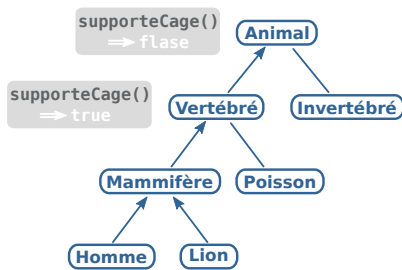 supporteCage()
⇒ flase
Animal
supporteCage()
⇒ true
Vertébré
Invertébré
Mammifère
Poisson
Homme
Lion